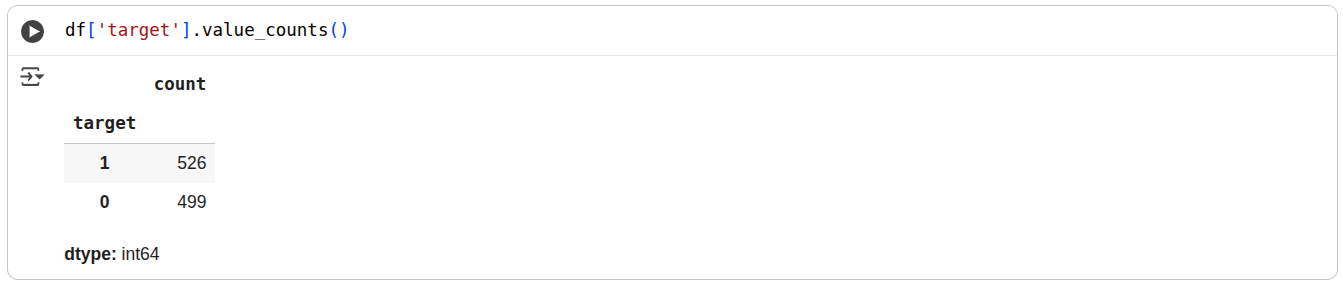 df['target'].value_counts()
count
target
1 526
0 499
dtype: int64